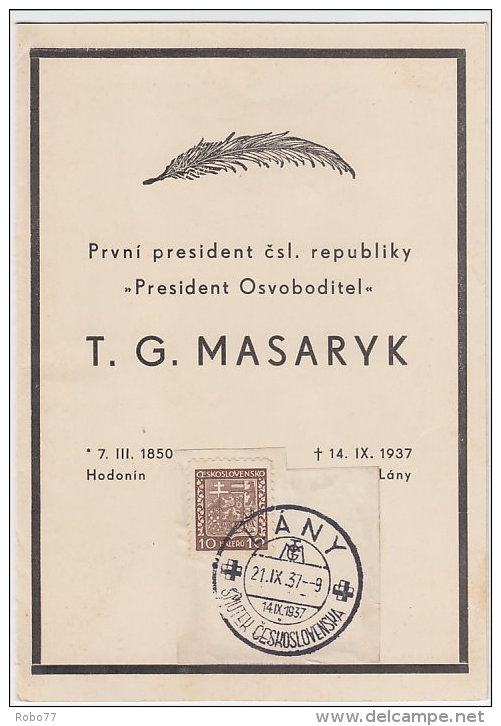 První president čsl. republiky
»President Osvoboditel«
T. G. MASARYK
* 7. III. 1850 † 14. IX. 1937
Hodonín Lány
ČESKOSLOVENSKO
10 HALÉŘŮ 10
LÁNY
TGM
21.IX.37--9
14.IX.1937
SMUTEK ČESKOSLOVENSKA
Robo77
www.delcampe.net